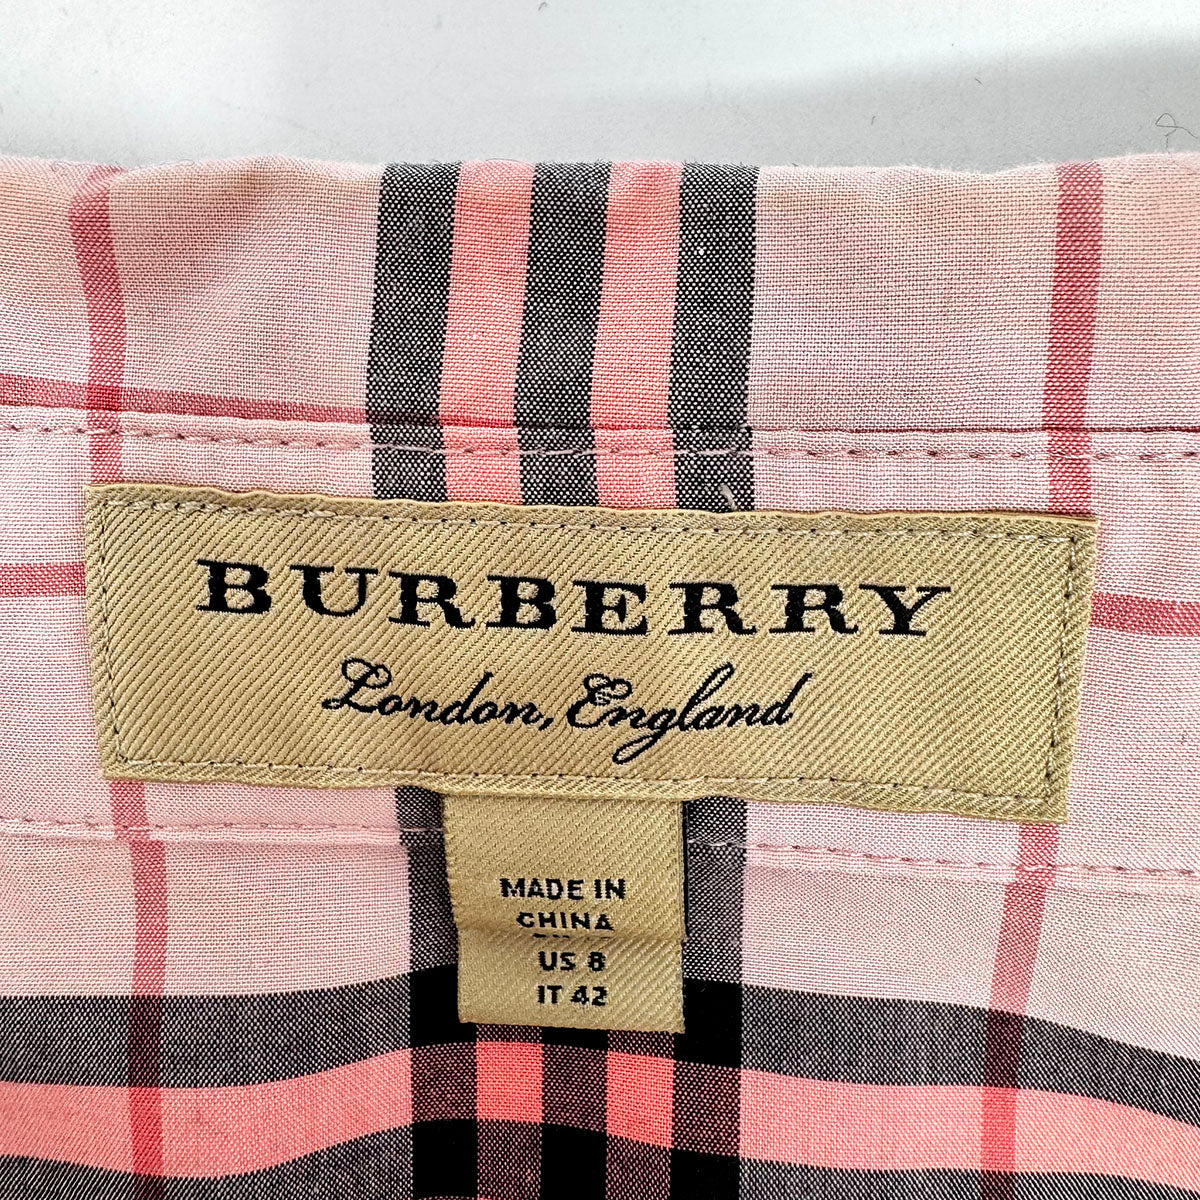 BURBERRY
London, England
MADE IN
CHINA
US 8
IT 42